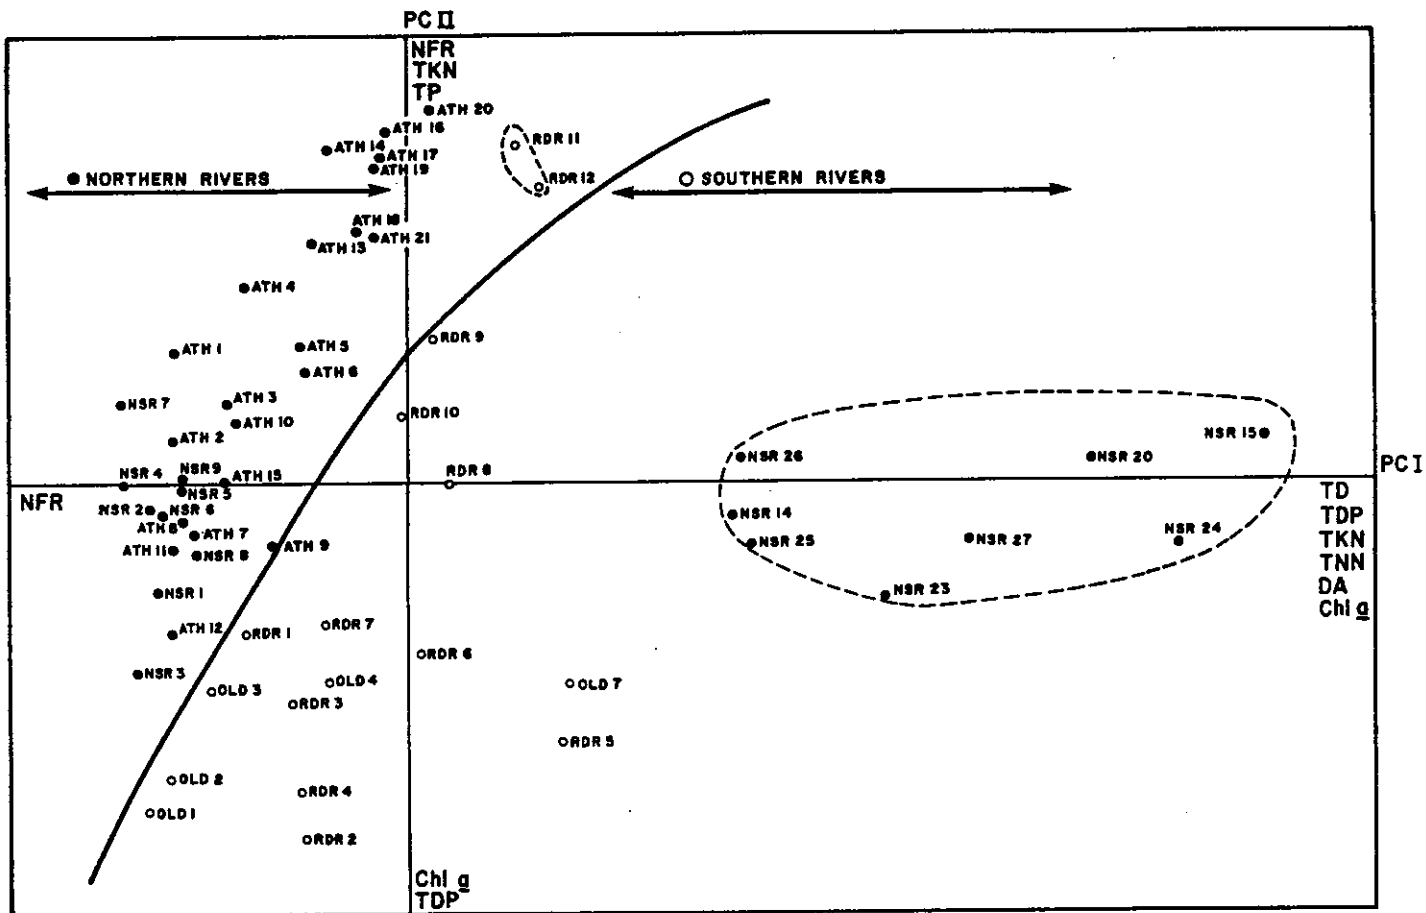 PC II
NFR
TKN
TP
ATH 20
ATH 16
ATH 14
ATH 17
ATH 19
RDR 11
RDR 12
NORTHERN RIVERS
SOUTHERN RIVERS
ATH 18
ATH 21
ATH 13
ATH 4
RDR 9
ATH 1
ATH 5
ATH 6
NSR 7
ATH 3
ATH 10
RDR 10
ATH 2
NSR 15
NSR 26
NSR 20
PC I
NSR 4
NSR 9
ATH 15
RDR 8
NSR 5
NFR
TD
TDP
TKN
TNN
DA
Chl a
NSR 2
NSR 6
NSR 14
ATH 8
ATH 7
NSR 24
ATH 11
NSR 8
ATH 9
NSR 25
NSR 27
NSR 1
NSR 23
ATH 12
RDR 1
RDR 7
RDR 6
NSR 3
OLD 3
OLD 4
OLD 7
RDR 3
RDR 5
OLD 2
RDR 4
OLD 1
RDR 2
Chl a
TDP